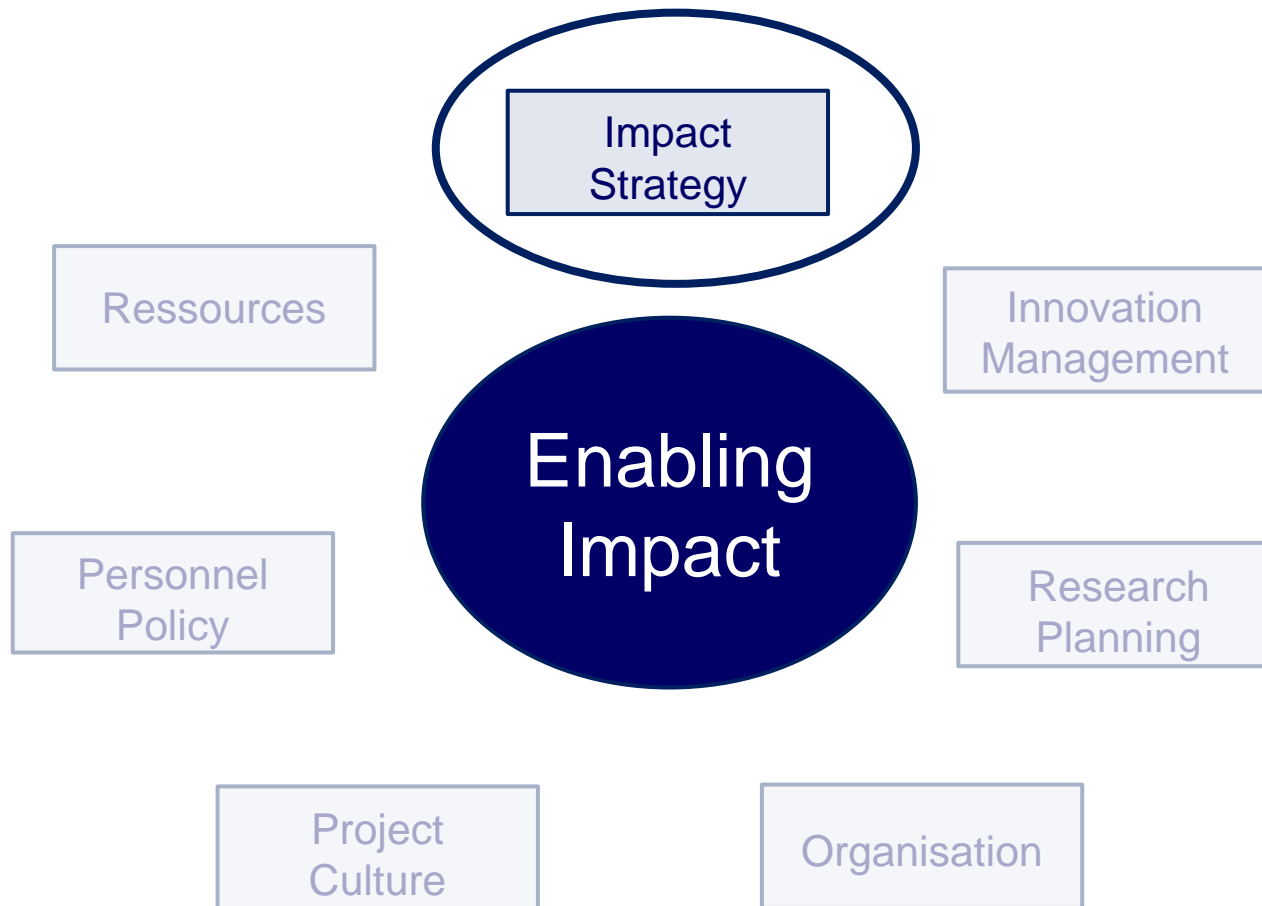 Impact
Strategy
Ressources
Innovation
Management
Enabling
Impact
Personnel
Policy
Research
Planning
Project
Culture
Organisation